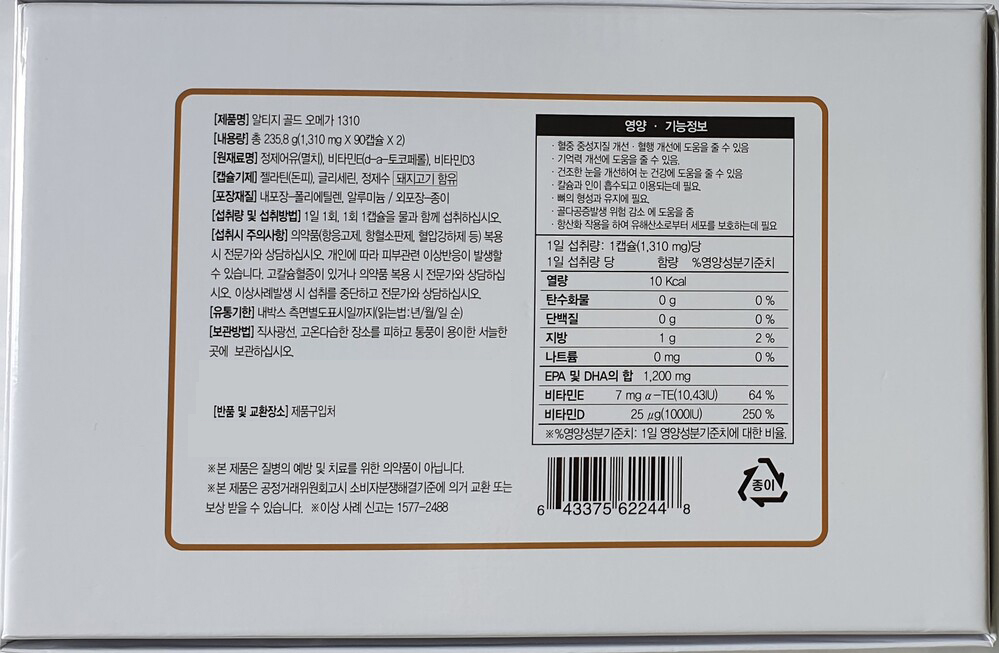 [제품명] 알티지 골드 오메가 1310
[내용량] 총 235.8 g(1,310 mg X 90캡슐 X 2)
[원재료명] 정제어유(멸치), 비타민E(d-a-토코페롤), 비타민D3
[캡슐기제] 젤라틴(돈피), 글리세린, 정제수 돼지고기 함유
[포장재질] 내포장-폴리에틸렌, 알루미늄 / 외포장-종이
[섭취량 및 섭취방법] 1일 1회, 1회 1캡슐을 물과 함께 섭취하십시오.
[섭취시 주의사항] 의약품(항응고제, 항혈소판제, 혈압강하제 등) 복용
시 전문가와 상담하십시오. 개인에 따라 피부관련 이상반응이 발생할
수 있습니다. 고칼슘혈증이 있거나 의약품 복용 시 전문가와 상담하십
시오. 이상사례발생 시 섭취를 중단하고 전문가와 상담하십시오.
[유통기한] 내박스 측면별도표시일까지(읽는법:년/월/일 순)
[보관방법] 직사광선, 고온다습한 장소를 피하고 통풍이 용이한 서늘한
곳에 보관하십시오.
[반품 및 교환장소] 제품구입처
※본 제품은 질병의 예방 및 치료를 위한 의약품이 아닙니다.
※본 제품은 공정거래위원회고시 소비자분쟁해결기준에 의거 교환 또는
보상 받을 수 있습니다. ※이상 사례 신고는 1577-2488
영양 · 기능정보
· 혈중 중성지질 개선 · 혈행 개선에 도움을 줄 수 있음
· 기억력 개선에 도움을 줄 수 있음.
· 건조한 눈을 개선하여 눈 건강에 도움을 줄 수 있음
· 칼슘과 인이 흡수되고 이용되는데 필요.
· 뼈의 형성과 유지에 필요.
· 골다공증발생 위험 감소 에 도움을 줌
· 항산화 작용을 하여 유해산소로부터 세포를 보호하는데 필요
1일 섭취량: 1캡슐(1,310 mg)당
1일 섭취량 당 함량 %영양성분기준치
열량 10 Kcal
탄수화물 0 g 0 %
단백질 0 g 0 %
지방 1 g 2 %
나트륨 0 mg 0 %
EPA 및 DHA의 합 1,200 mg
비타민E 7 mg α-TE(10.43IU) 64 %
비타민D 25 μg(1000IU) 250 %
※%영양성분기준치: 1일 영양성분기준치에 대한 비율.
6 43375 62244 8
종이